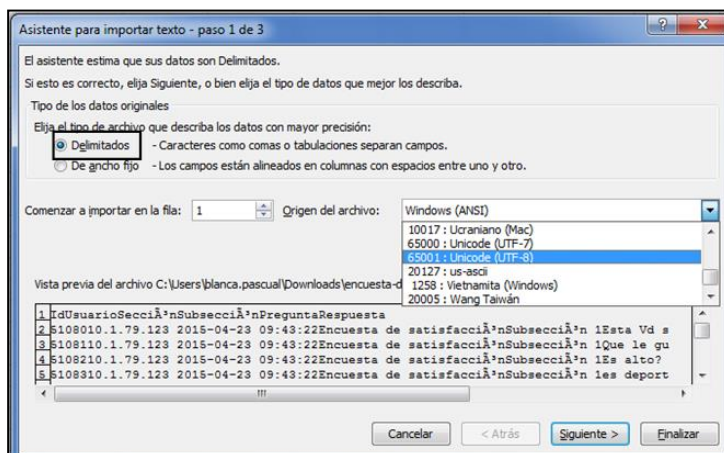 Asistente para importar texto - paso 1 de 3
El asistente estima que sus datos son Delimitados.
Si esto es correcto, elija Siguiente, o bien elija el tipo de datos que mejor los describa.
Tipo de los datos originales
Elija el tipo de archivo que describa los datos con mayor precisión:
Delimitados - Caracteres como comas o tabulaciones separan campos.
De ancho fijo - Los campos están alineados en columnas con espacios entre uno y otro.
Comenzar a importar en la fila: 1 Origen del archivo: Windows (ANSI)
10017 : Ucraniano (Mac)
65000 : Unicode (UTF-7)
65001 : Unicode (UTF-8)
20127 : us-ascii
1258 : Vietnamita (Windows)
20005 : Wang Taiwán
Vista previa del archivo C:\Users\blanca.pascual\Downloads\encuesta-d
1 IdUsuarioSecciÃ³nSubsecciÃ³nPreguntaRespuesta
2 5108010.1.79.123 2015-04-23 09:43:22Encuesta de satisfacciÃ³nSubsecciÃ³n 1Esta Vd s
3 5108110.1.79.123 2015-04-23 09:43:22Encuesta de satisfacciÃ³nSubsecciÃ³n 1Que le gu
4 5108210.1.79.123 2015-04-23 09:43:22Encuesta de satisfacciÃ³nSubsecciÃ³n 1Es alto?
5 5108310.1.79.123 2015-04-23 09:43:22Encuesta de satisfacciÃ³nSubsecciÃ³n 1es deport
Cancelar < Atrás Siguiente > Finalizar